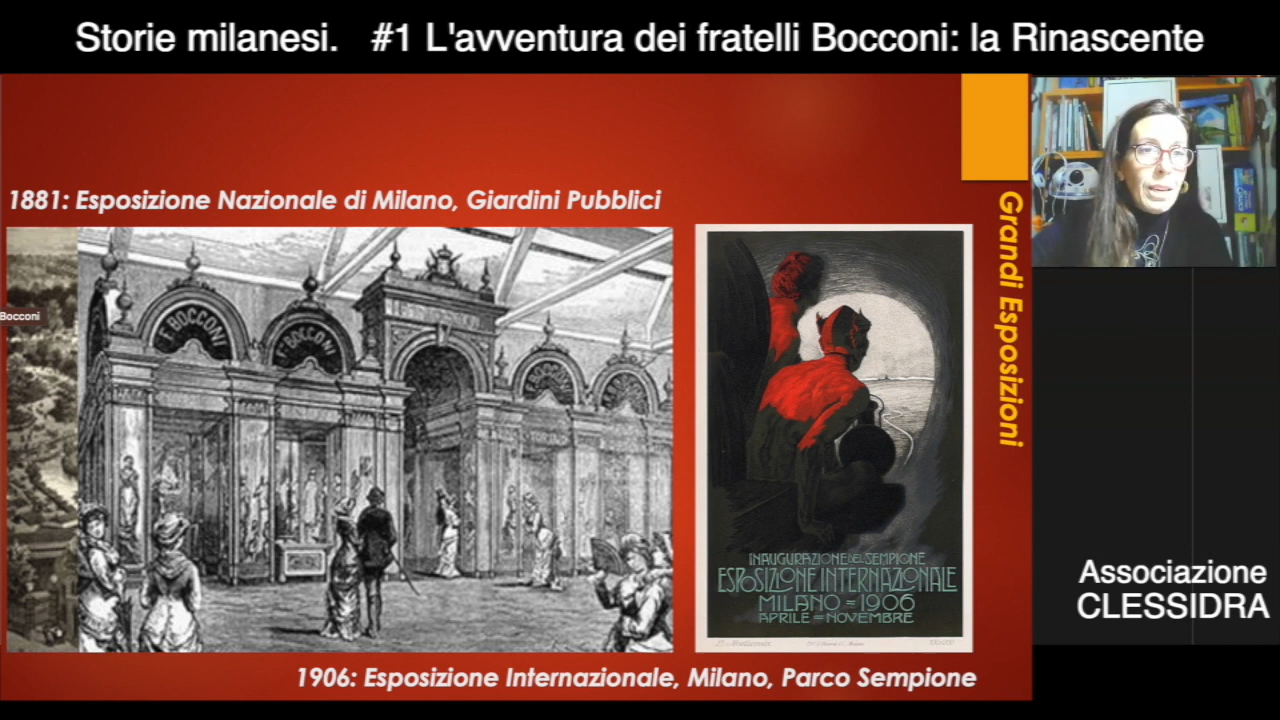 Storie milanesi.   #1 L'avventura dei fratelli Bocconi: la Rinascente
1881: Esposizione Nazionale di Milano, Giardini Pubblici
Grandi Esposizioni
Bocconi
F. BOCCONI
F. BOCCONI
INAUGURAZIONE DEL SEMPIONE
ESPOSIZIONE INTERNAZIONALE
MILANO = 1906
APRILE = NOVEMBRE
1906: Esposizione Internazionale, Milano, Parco Sempione
Associazione
CLESSIDRA